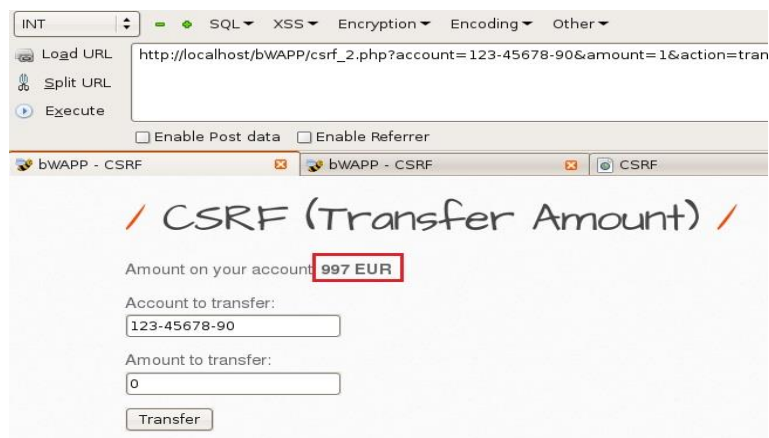 INT SQL XSS Encryption Encoding Other
Load URL http://localhost/bWAPP/csrf_2.php?account=123-45678-90&amount=1&action=tran
Split URL
Execute
Enable Post data Enable Referrer
bWAPP - CSRF bWAPP - CSRF CSRF
/ CSRF (Transfer Amount) /
Amount on your account 997 EUR
Account to transfer:
123-45678-90
Amount to transfer:
0
Transfer